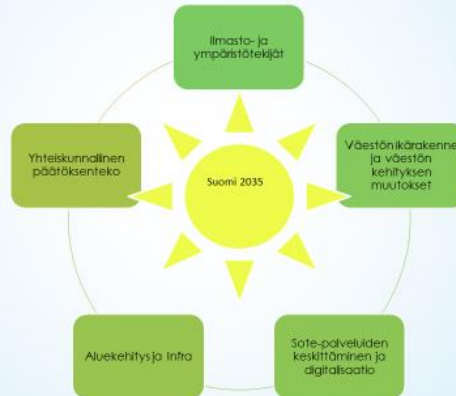 Ilmasto- ja
ympäristötekijät
Yhteiskunnallinen
päätöksenteko
Suomi 2035
Väestön ikärakenne
ja väestön
kehityksen
muutokset
Aluekehitys ja Infra
Sote-palveluiden
keskittäminen ja
digitalisaatio